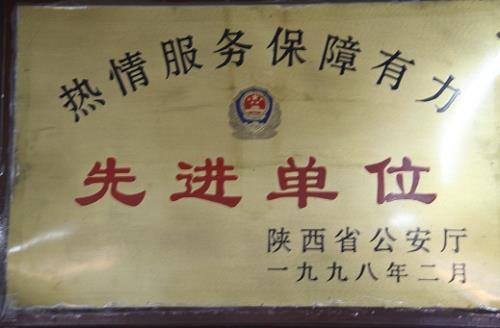 热情服务保障有力
先进单位
陕西省公安厅
一九九八年二月